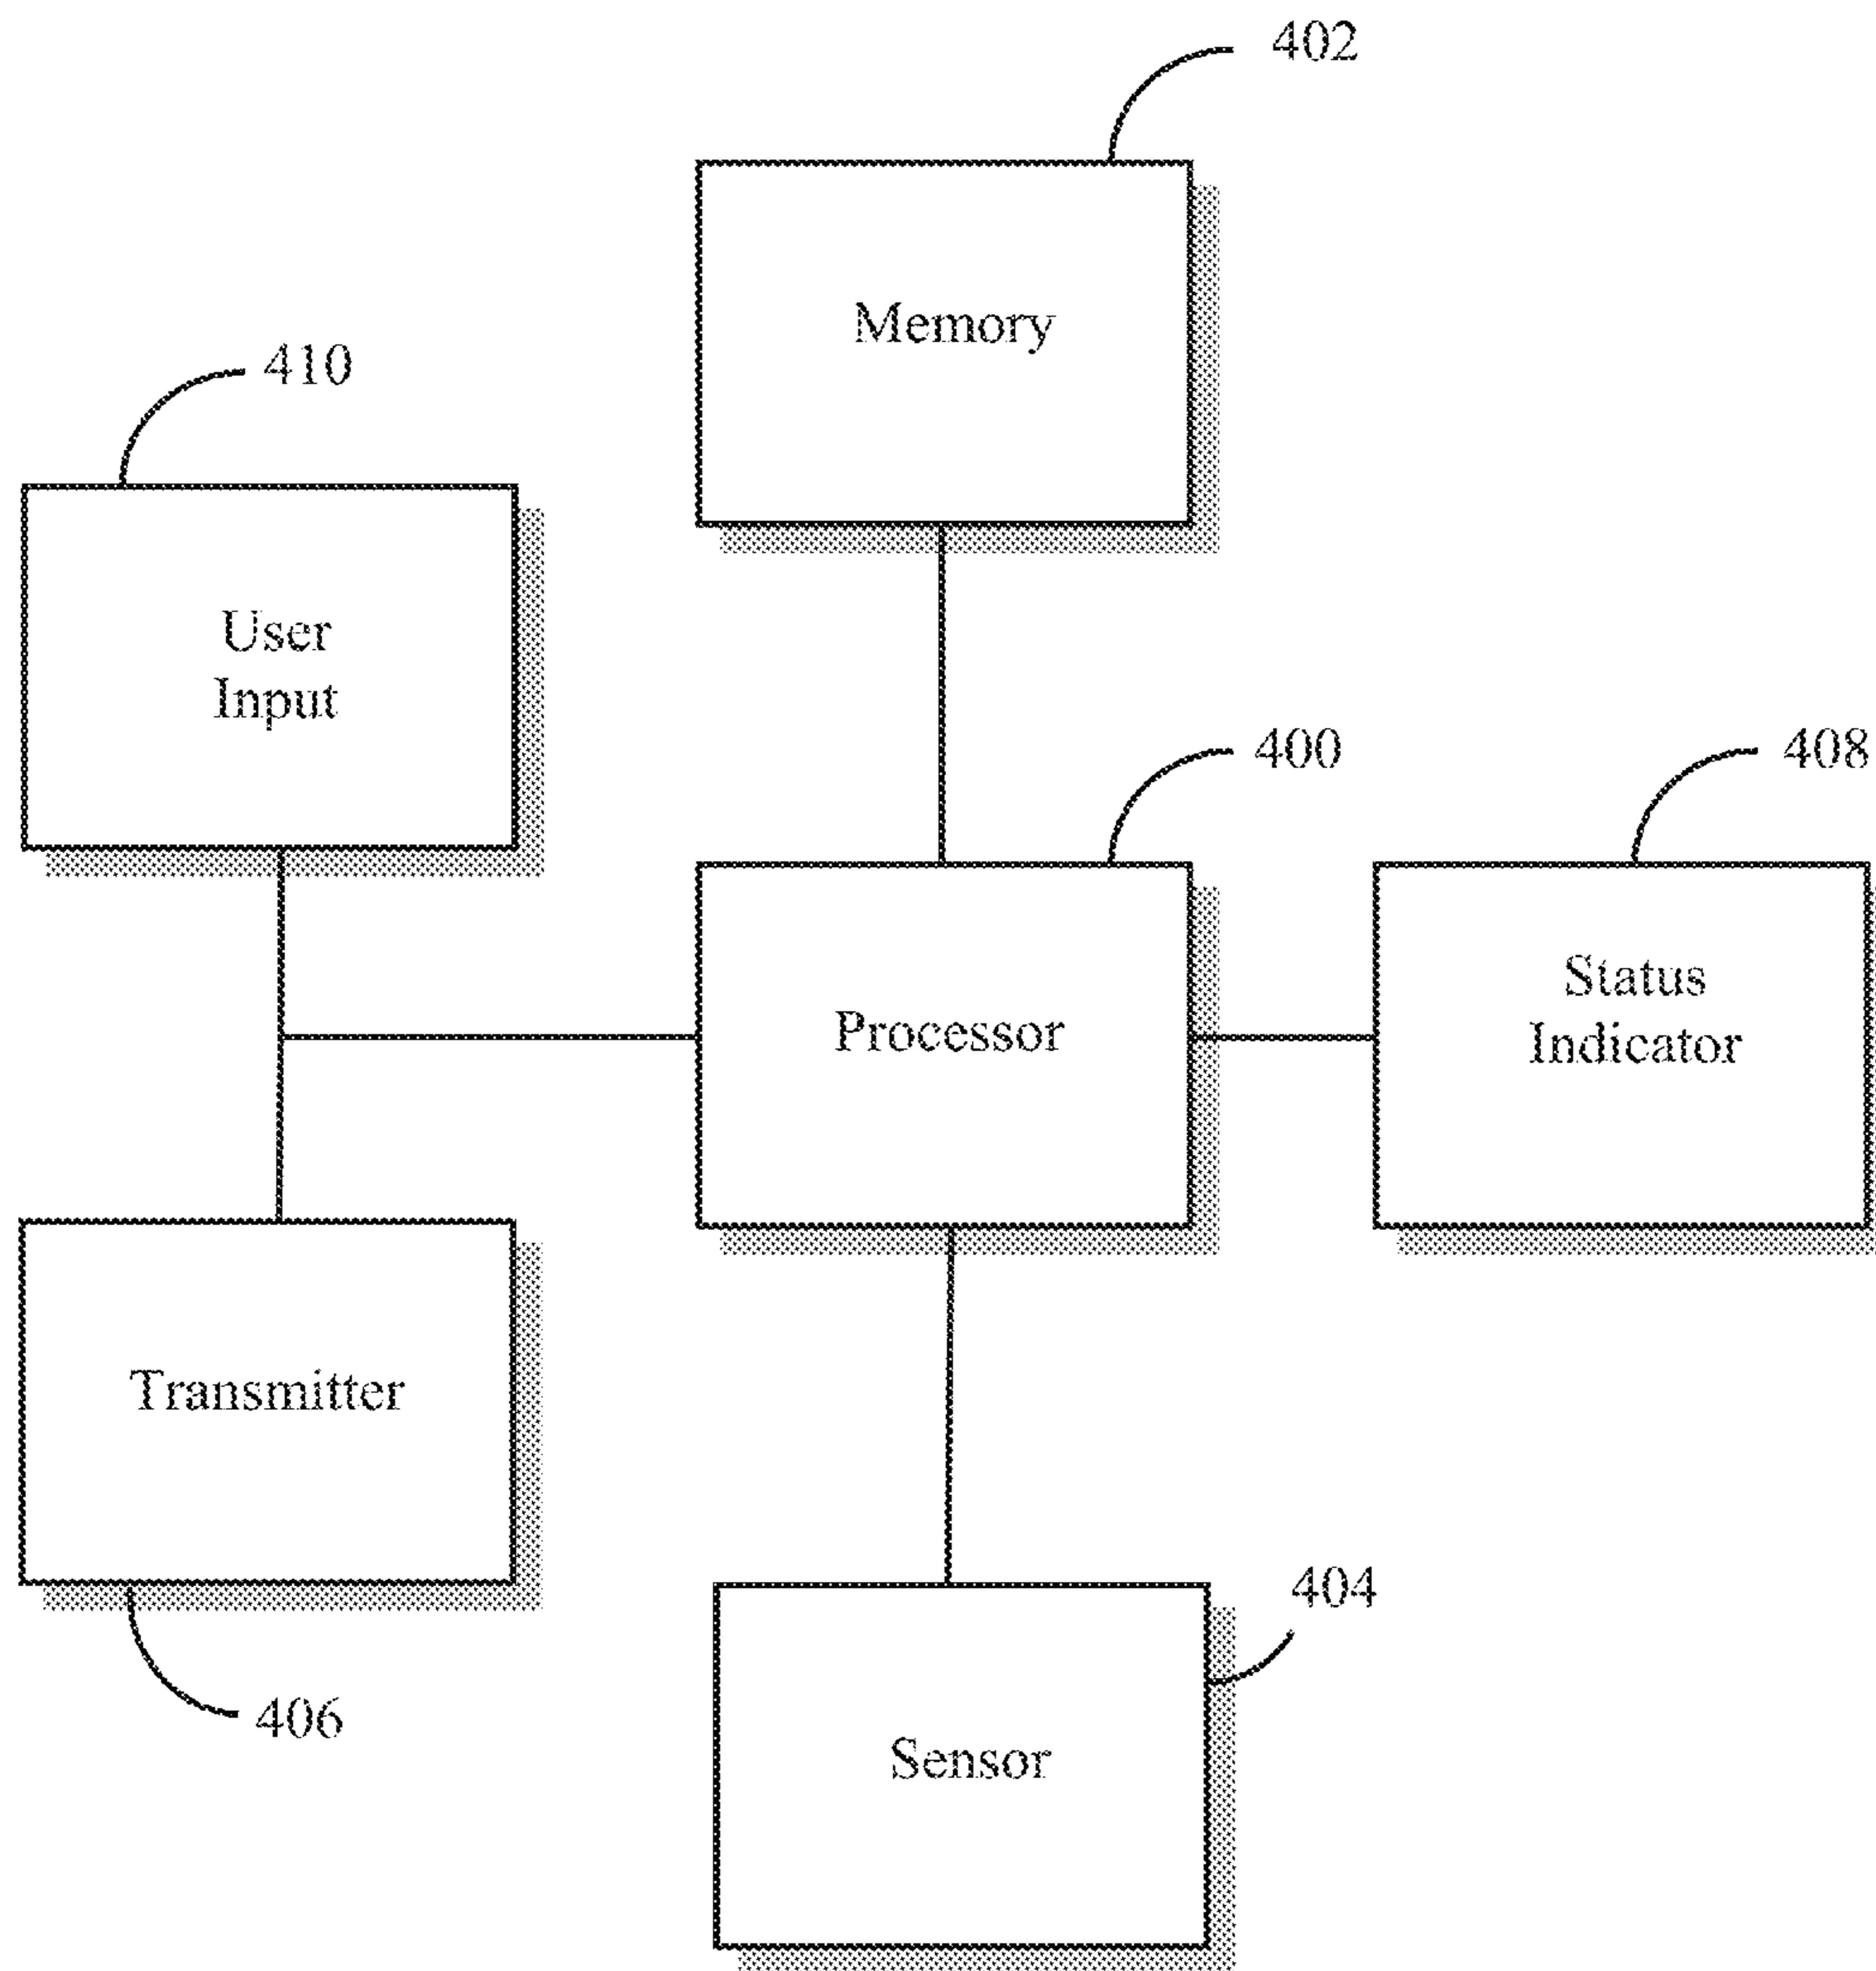 402
Memory
410
User
Input
400
408
Processor
Status
Indicator
Transmitter
404
406
Sensor